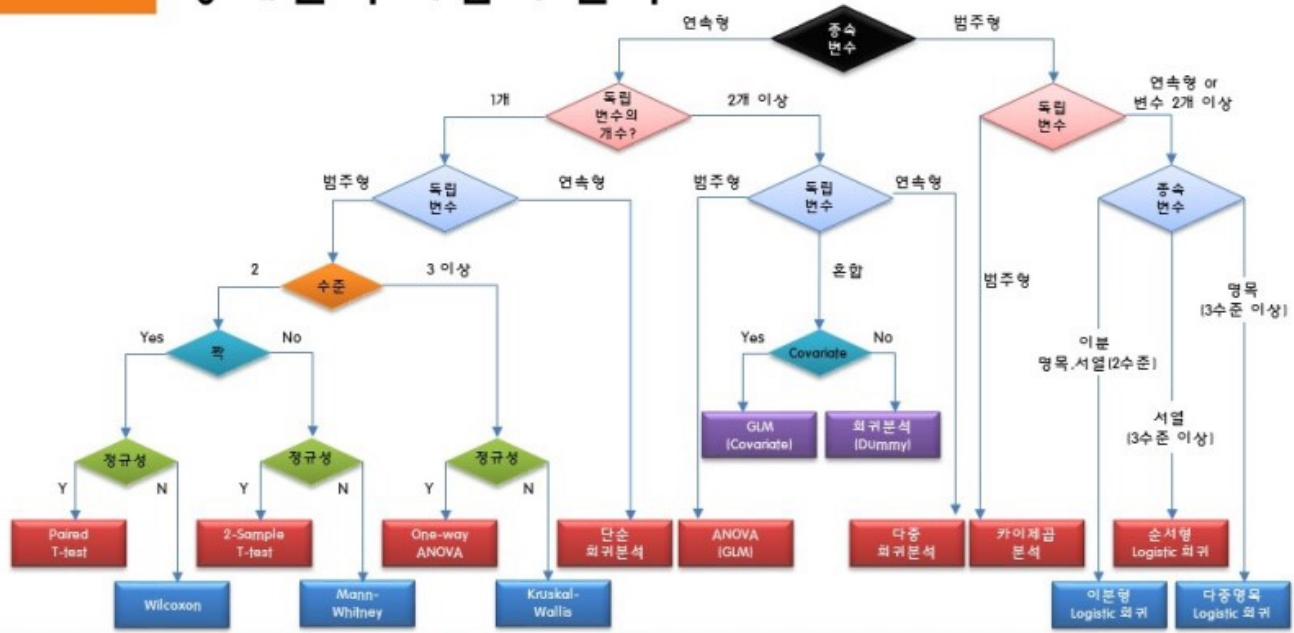 연속형
종속
변수
범주형
1개
독립
변수의
개수?
2개 이상
독립
변수
연속형 or
변수 2개 이상
범주형
독립
변수
연속형
범주형
독립
변수
연속형
종속
변수
2
수준
3 이상
혼합
범주형
명목
(3수준 이상)
Yes
짝
No
Yes
Covariate
No
이분
명목.서열(2수준)
GLM
(Covariate)
회귀분석
(Dummy)
서열
(3수준 이상)
정규성
정규성
정규성
Y
N
Y
N
Y
N
Paired
T-test
2-Sample
T-test
One-way
ANOVA
단순
회귀분석
ANOVA
(GLM)
다중
회귀분석
카이제곱
분석
순서형
Logistic 회귀
Wilcoxon
Mann-
Whitney
Kruskal-
Wallis
이분형
Logistic 회귀
다중명목
Logistic 회귀